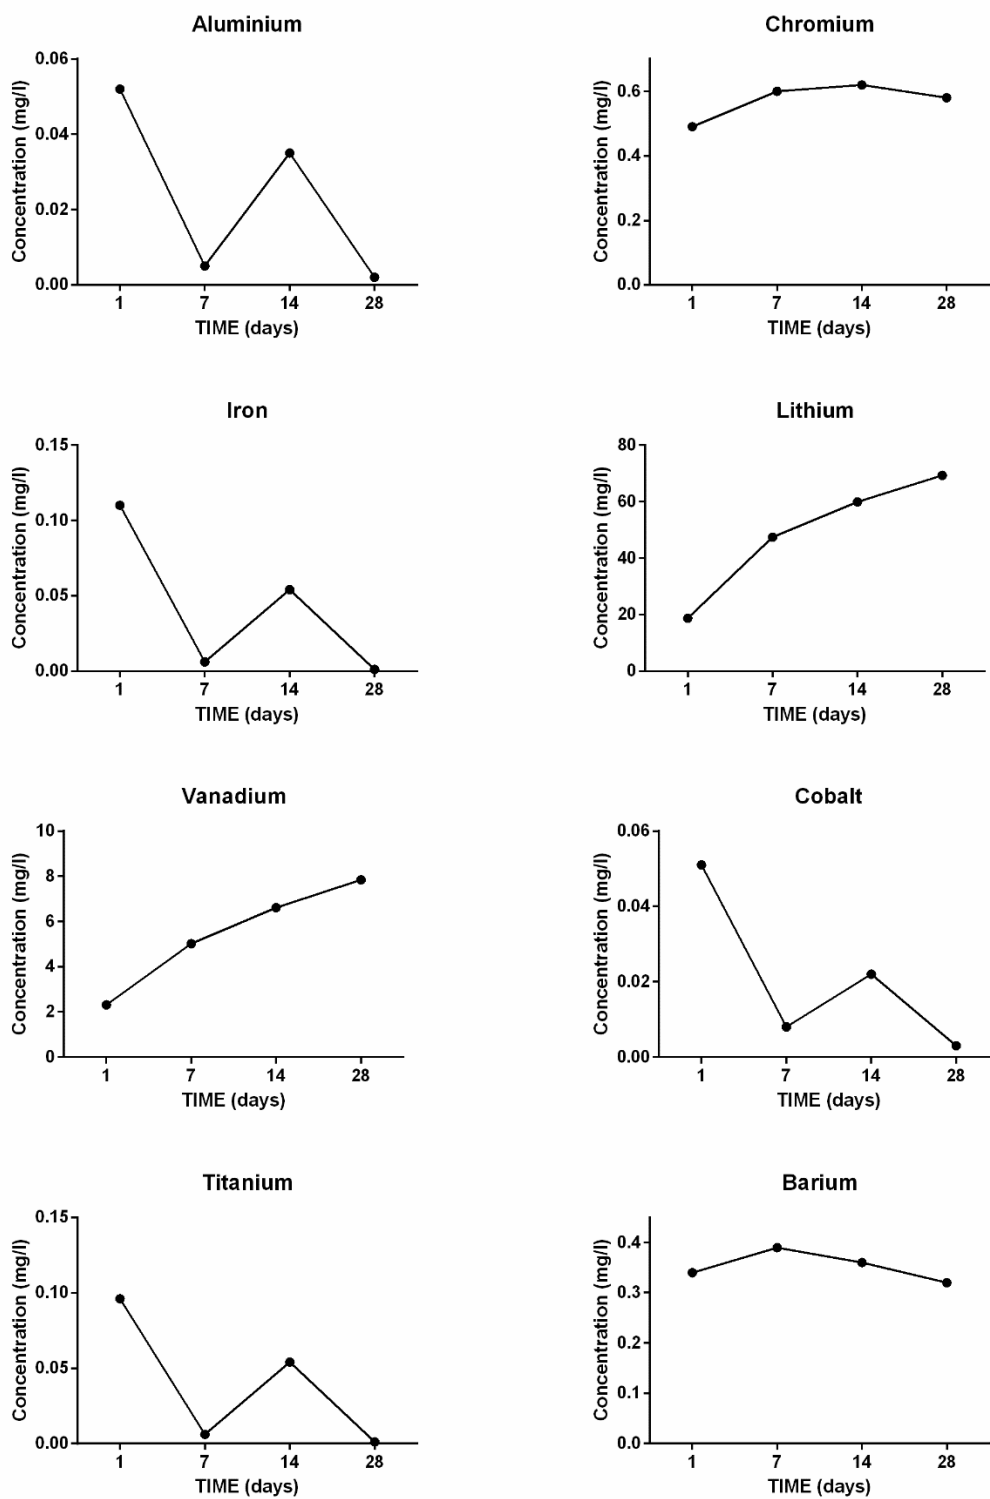 Aluminium
Concentration (mg/l)
0.06
0.04
0.02
0.00
1 7 14 28
TIME (days)
Chromium
Concentration (mg/l)
0.6
0.4
0.2
0.0
1 7 14 28
TIME (days)
Iron
Concentration (mg/l)
0.15
0.10
0.05
0.00
1 7 14 28
TIME (days)
Lithium
Concentration (mg/l)
80
60
40
20
0
1 7 14 28
TIME (days)
Vanadium
Concentration (mg/l)
10
8
6
4
2
0
1 7 14 28
TIME (days)
Cobalt
Concentration (mg/l)
0.06
0.04
0.02
0.00
1 7 14 28
TIME (days)
Titanium
Concentration (mg/l)
0.15
0.10
0.05
0.00
1 7 14 28
TIME (days)
Barium
Concentration (mg/l)
0.4
0.3
0.2
0.1
0.0
1 7 14 28
TIME (days)